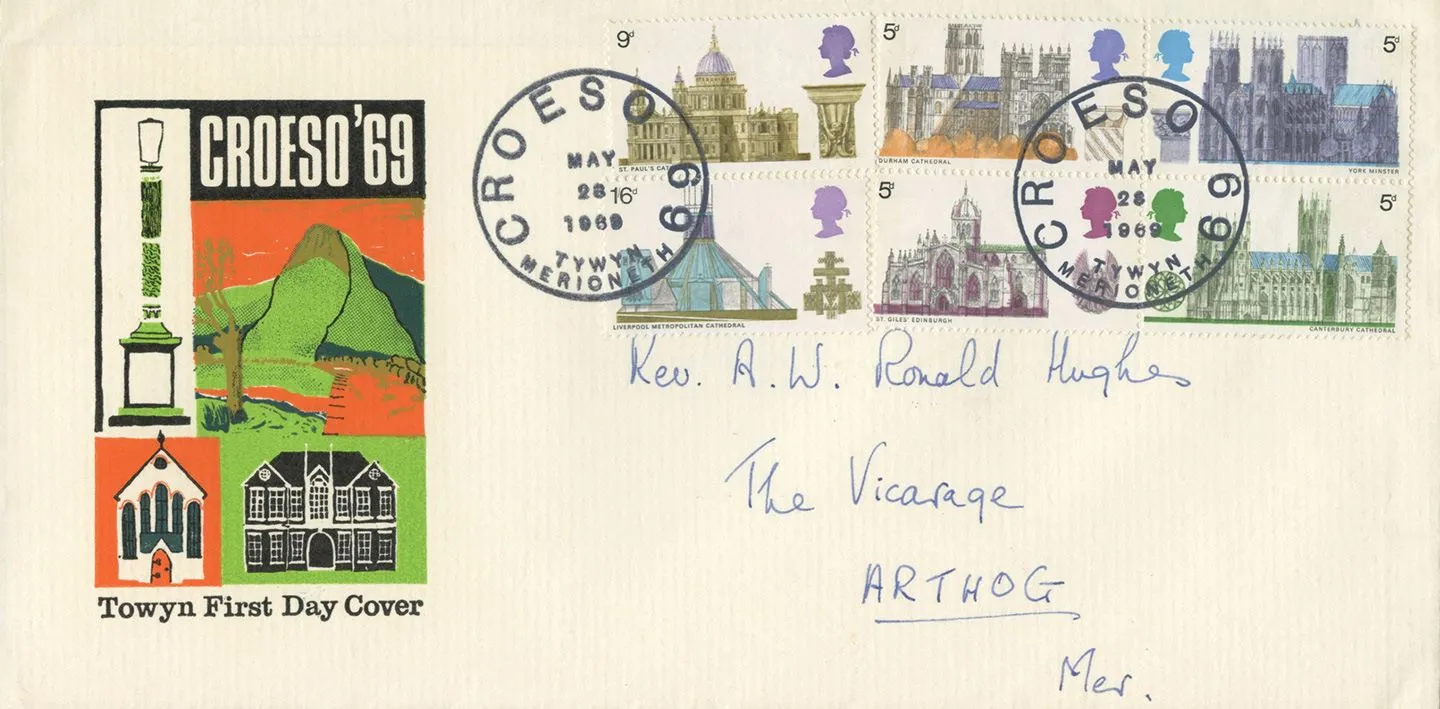 CROESO'69
Towyn First Day Cover
9d
ST. PAUL'S CAT
5d
DURHAM CATHEDRAL
5d
YORK MINSTER
16d
LIVERPOOL METROPOLITAN CATHEDRAL
5d
ST. GILES' EDINBURGH
5d
CANTERBURY CATHEDRAL
CROESO 69
MAY
28
1969
TYWYN
MERIONETH
CROESO 69
MAY
28
1969
TYWYN
MERIONETH
Rev. A. W. Ronald Hughes
The Vicarage
ARTHOG
Mer.